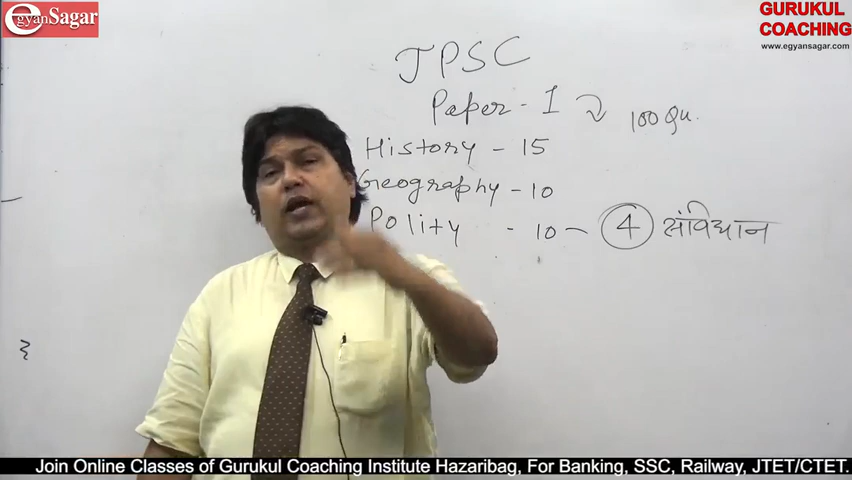 egyanSagar
GURUKUL
COACHING
www.egyansagar.com
JPSC
Paper - I
100 Qu.
History - 15
Geography - 10
Polity - 10 - 4 संविधान
Join Online Classes of Gurukul Coaching Institute Hazaribag, For Banking, SSC, Railway, JTET/CTET.